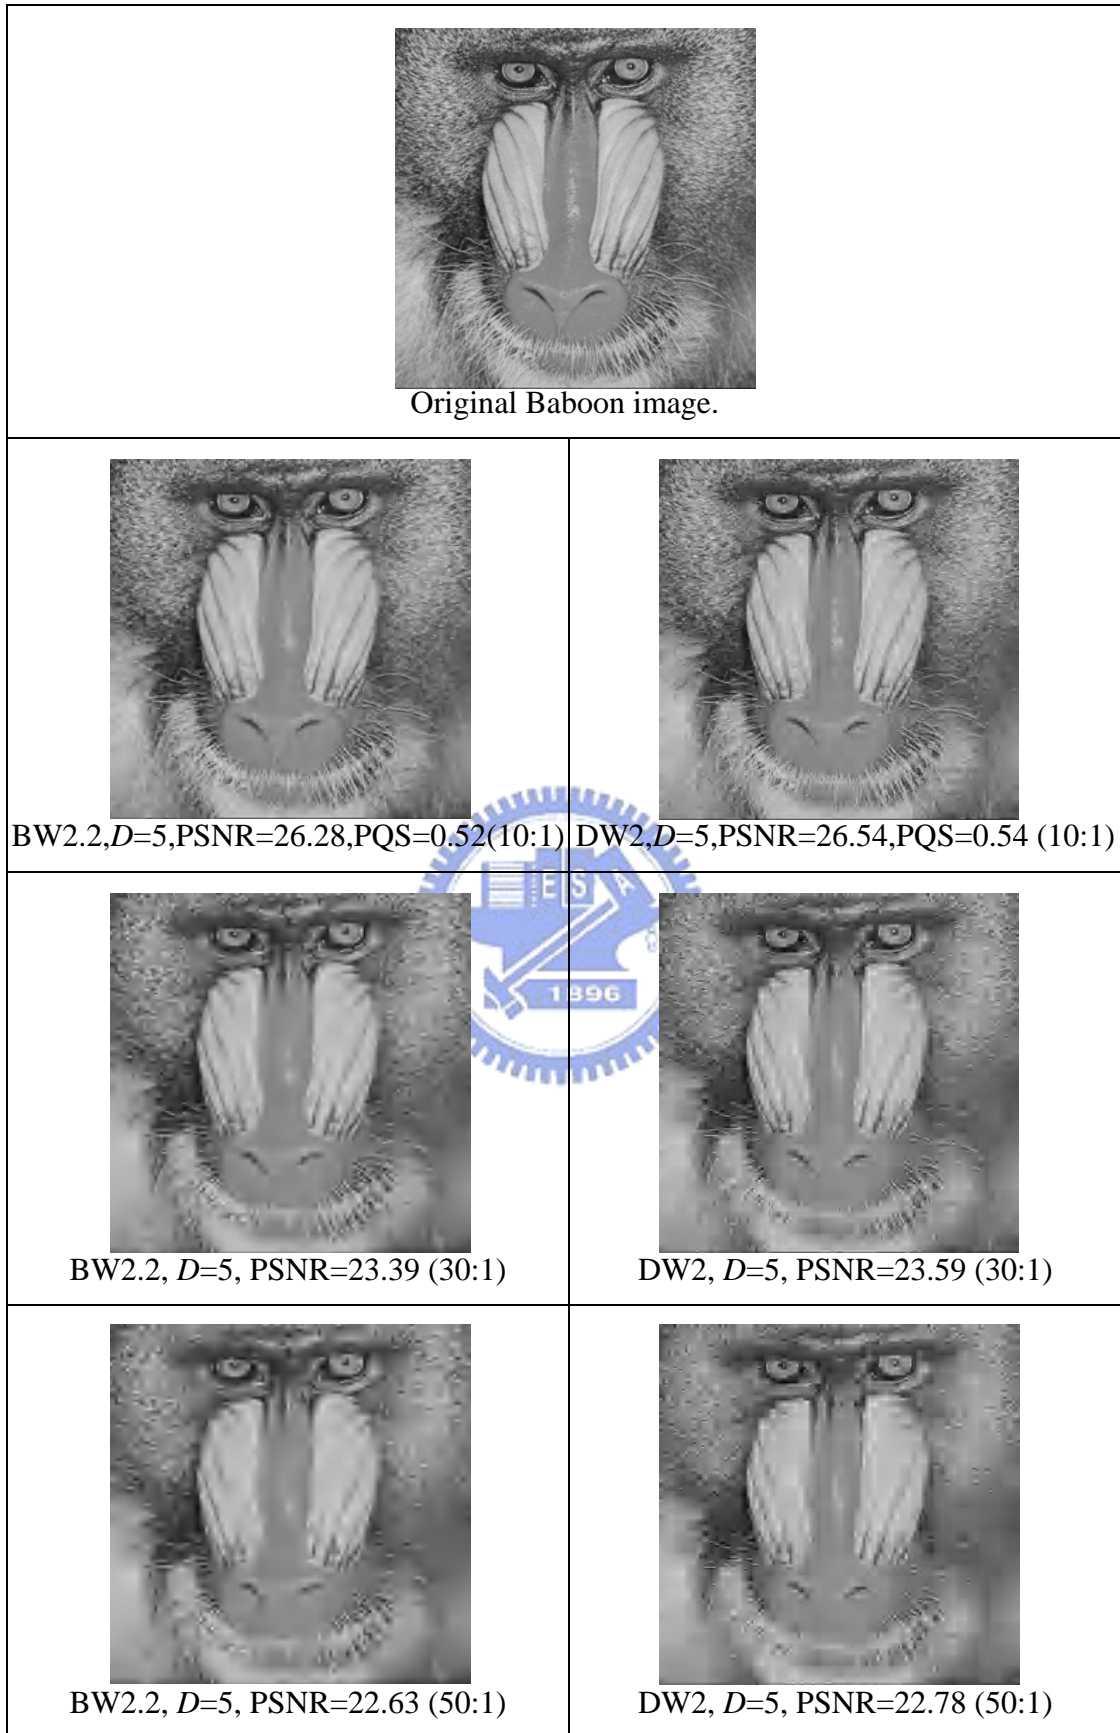 Original Baboon image.
BW2.2,D=5,PSNR=26.28,PQS=0.52(10:1)
DW2,D=5,PSNR=26.54,PQS=0.54 (10:1)
E S A
1896
BW2.2, D=5, PSNR=23.39 (30:1)
DW2, D=5, PSNR=23.59 (30:1)
BW2.2, D=5, PSNR=22.63 (50:1)
DW2, D=5, PSNR=22.78 (50:1)